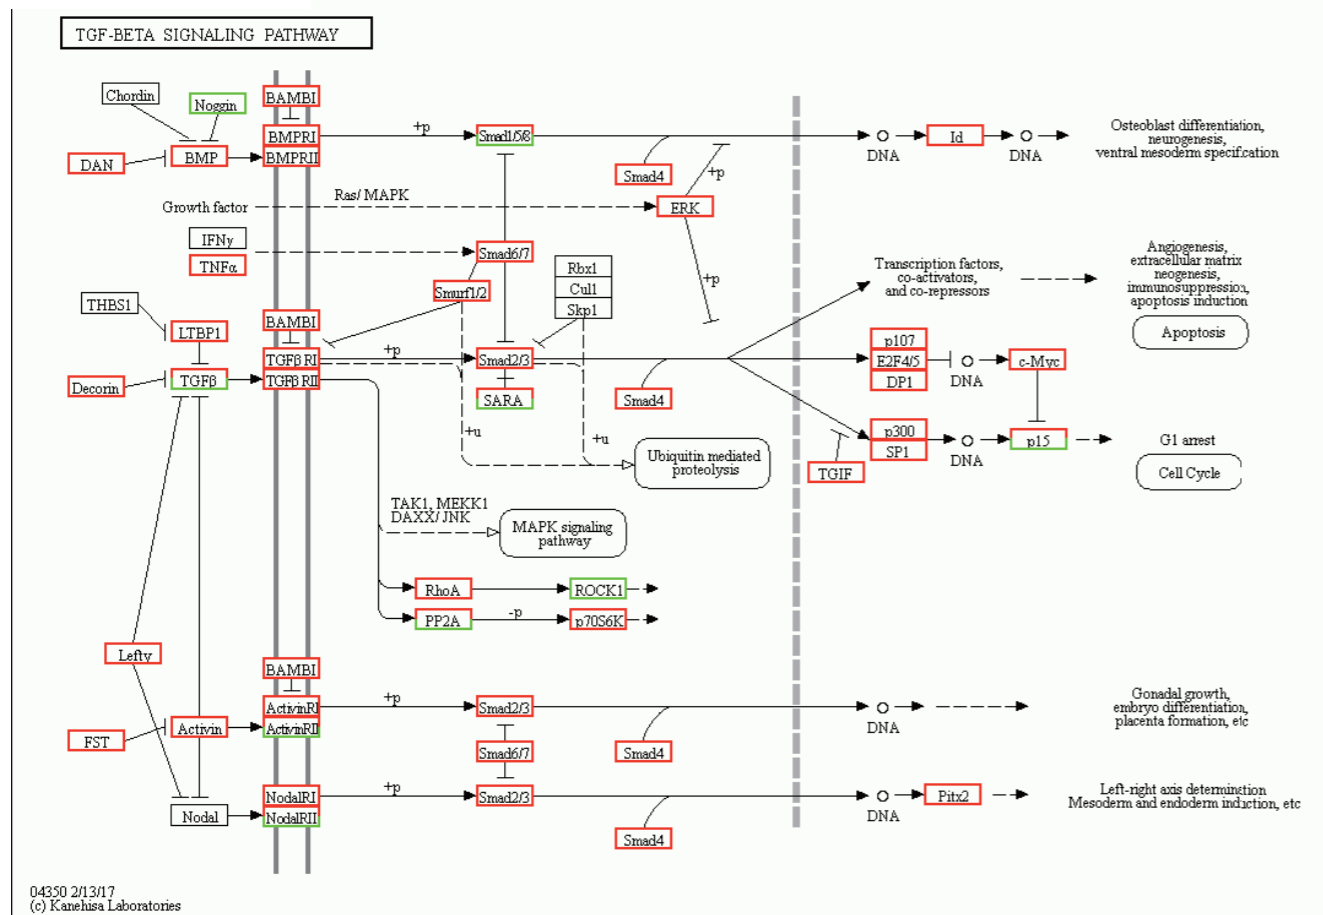 TGF-BETA SIGNALING PATHWAY
Chordin
Noggin
BAMBI
DAN
BMP
BMPRI
BMPRII
+p
Smad1/5/8
Smad4
+p
DNA
Id
DNA
Osteoblast differentiation,
neurogenesis,
ventral mesoderm specification
Growth factor
Ras/ MAPK
ERK
IFNγ
TNFα
Smad6/7
+p
Rbx1
Cul1
Skp1
Smurf1/2
Transcription factors,
co-activators,
and co-repressors
Angiogenesis,
extracellular matrix
neogenesis,
immunosuppression,
apoptosis induction
Apoptosis
THBS1
LTBP1
BAMBI
Decorin
TGFβ
TGFβ RI
TGFβ RII
+p
Smad2/3
SARA
Smad4
p107
E2F4/5
DP1
DNA
c-Myc
+u
+u
Ubiquitin mediated
proteolysis
TGIF
p300
SP1
DNA
p15
G1 arrest
Cell Cycle
TAK1, MEKK1
DAXX/ JNK
MAPK signaling
pathway
RhoA
ROCK1
PP2A
-p
p70S6K
Lefty
BAMBI
FST
Activin
ActivinRI
ActivinRII
+p
Smad2/3
Smad4
DNA
Gonadal growth,
embryo differentiation,
placenta formation, etc
Smad6/7
Nodal
NodalRI
NodalRII
+p
Smad2/3
Smad4
DNA
Pitx2
Left-right axis determination
Mesoderm and endoderm induction, etc
04350 2/13/17
(c) Kanehisa Laboratories